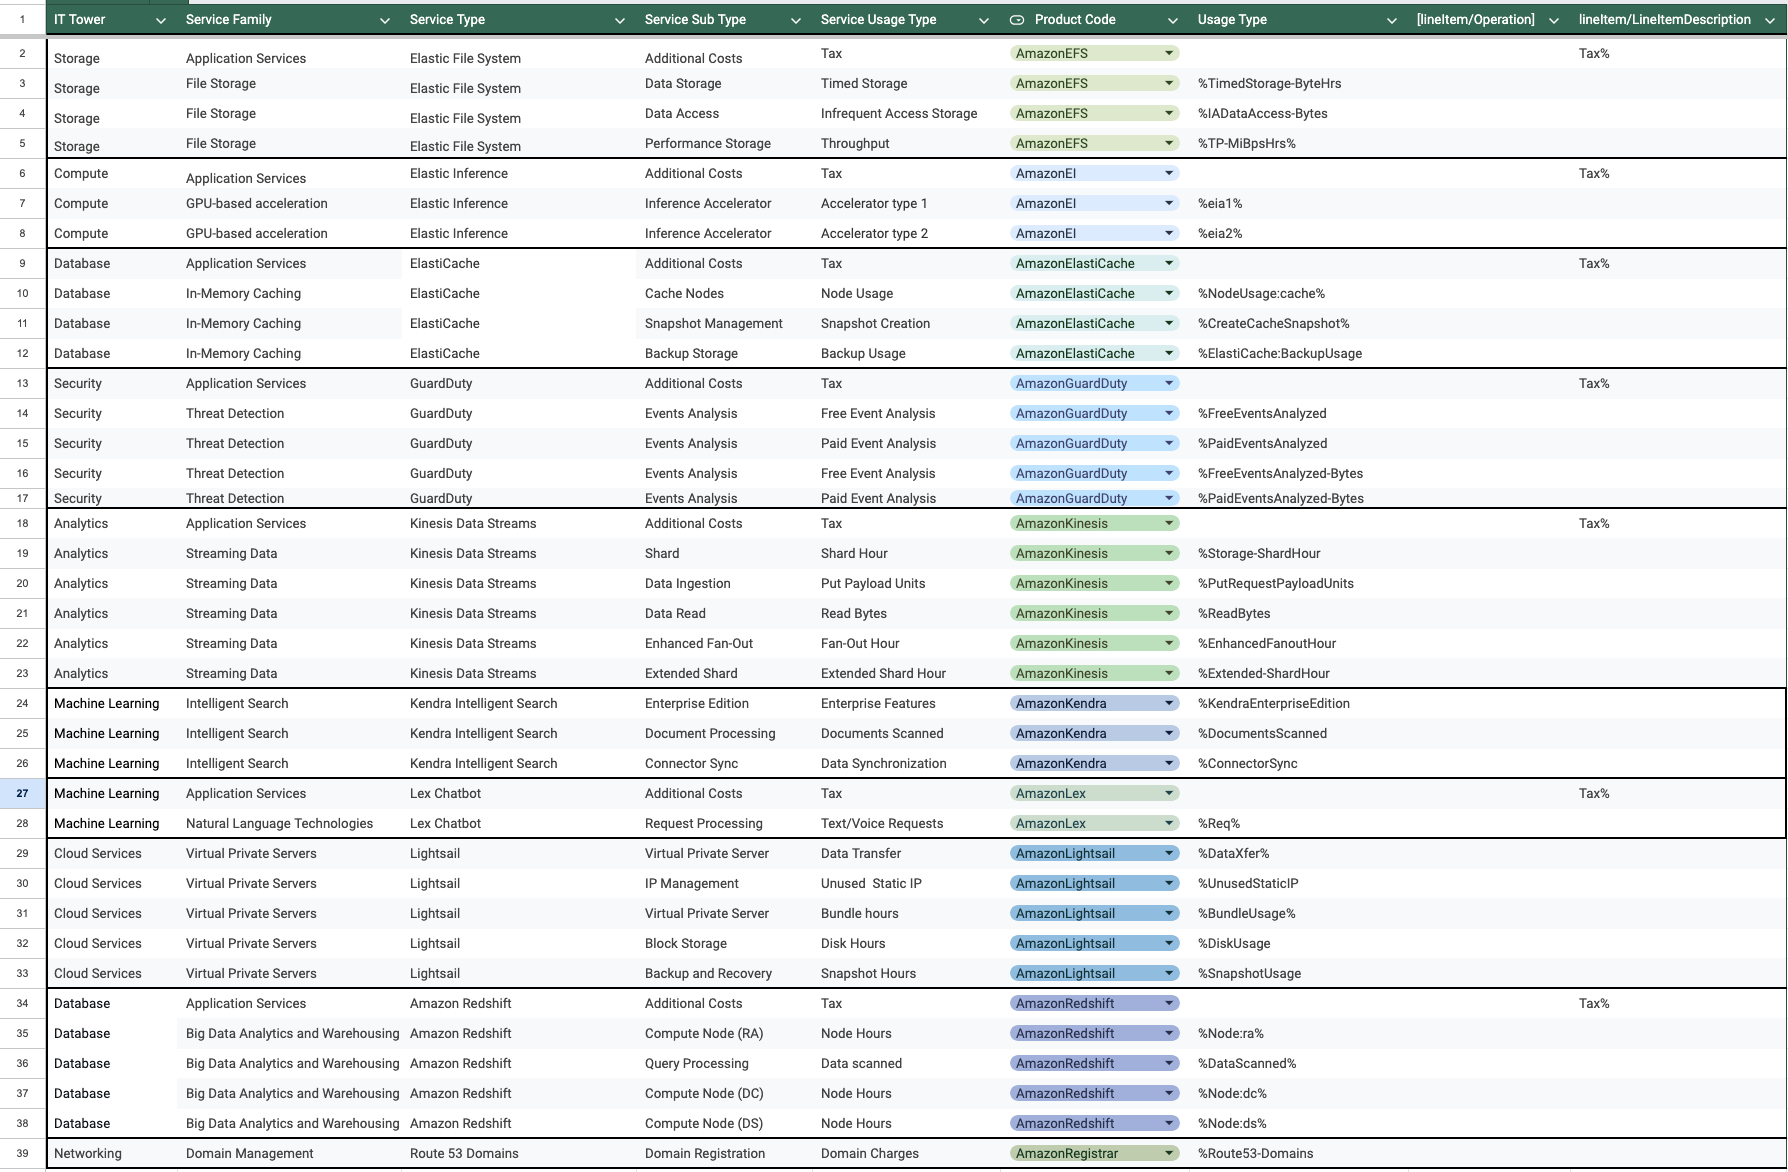 1 IT Tower Service Family Service Type Service Sub Type Service Usage Type Product Code Usage Type [lineItem/Operation] lineItem/LineItemDescription
2 Storage Application Services Elastic File System Additional Costs Tax AmazonEFS Tax%
3 Storage File Storage Elastic File System Data Storage Timed Storage AmazonEFS %TimedStorage-ByteHrs
4 Storage File Storage Elastic File System Data Access Infrequent Access Storage AmazonEFS %IADataAccess-Bytes
5 Storage File Storage Elastic File System Performance Storage Throughput AmazonEFS %TP-MiBpsHrs%
6 Compute Application Services Elastic Inference Additional Costs Tax AmazonEI Tax%
7 Compute GPU-based acceleration Elastic Inference Inference Accelerator Accelerator type 1 AmazonEI %eia1%
8 Compute GPU-based acceleration Elastic Inference Inference Accelerator Accelerator type 2 AmazonEI %eia2%
9 Database Application Services ElastiCache Additional Costs Tax AmazonElastiCache Tax%
10 Database In-Memory Caching ElastiCache Cache Nodes Node Usage AmazonElastiCache %NodeUsage:cache%
11 Database In-Memory Caching ElastiCache Snapshot Management Snapshot Creation AmazonElastiCache %CreateCacheSnapshot%
12 Database In-Memory Caching ElastiCache Backup Storage Backup Usage AmazonElastiCache %ElastiCache:BackupUsage
13 Security Application Services GuardDuty Additional Costs Tax AmazonGuardDuty Tax%
14 Security Threat Detection GuardDuty Events Analysis Free Event Analysis AmazonGuardDuty %FreeEventsAnalyzed
15 Security Threat Detection GuardDuty Events Analysis Paid Event Analysis AmazonGuardDuty %PaidEventsAnalyzed
16 Security Threat Detection GuardDuty Events Analysis Free Event Analysis AmazonGuardDuty %FreeEventsAnalyzed-Bytes
17 Security Threat Detection GuardDuty Events Analysis Paid Event Analysis AmazonGuardDuty %PaidEventsAnalyzed-Bytes
18 Analytics Application Services Kinesis Data Streams Additional Costs Tax AmazonKinesis Tax%
19 Analytics Streaming Data Kinesis Data Streams Shard Shard Hour AmazonKinesis %Storage-ShardHour
20 Analytics Streaming Data Kinesis Data Streams Data Ingestion Put Payload Units AmazonKinesis %PutRequestPayloadUnits
21 Analytics Streaming Data Kinesis Data Streams Data Read Read Bytes AmazonKinesis %ReadBytes
22 Analytics Streaming Data Kinesis Data Streams Enhanced Fan-Out Fan-Out Hour AmazonKinesis %EnhancedFanoutHour
23 Analytics Streaming Data Kinesis Data Streams Extended Shard Extended Shard Hour AmazonKinesis %Extended-ShardHour
24 Machine Learning Intelligent Search Kendra Intelligent Search Enterprise Edition Enterprise Features AmazonKendra %KendraEnterpriseEdition
25 Machine Learning Intelligent Search Kendra Intelligent Search Document Processing Documents Scanned AmazonKendra %DocumentsScanned
26 Machine Learning Intelligent Search Kendra Intelligent Search Connector Sync Data Synchronization AmazonKendra %ConnectorSync
27 Machine Learning Application Services Lex Chatbot Additional Costs Tax AmazonLex Tax%
28 Machine Learning Natural Language Technologies Lex Chatbot Request Processing Text/Voice Requests AmazonLex %Req%
29 Cloud Services Virtual Private Servers Lightsail Virtual Private Server Data Transfer AmazonLightsail %DataXfer%
30 Cloud Services Virtual Private Servers Lightsail IP Management Unused Static IP AmazonLightsail %UnusedStaticIP
31 Cloud Services Virtual Private Servers Lightsail Virtual Private Server Bundle hours AmazonLightsail %BundleUsage%
32 Cloud Services Virtual Private Servers Lightsail Block Storage Disk Hours AmazonLightsail %DiskUsage
33 Cloud Services Virtual Private Servers Lightsail Backup and Recovery Snapshot Hours AmazonLightsail %SnapshotUsage
34 Database Application Services Amazon Redshift Additional Costs Tax AmazonRedshift Tax%
35 Database Big Data Analytics and Warehousing Amazon Redshift Compute Node (RA) Node Hours AmazonRedshift %Node:ra%
36 Database Big Data Analytics and Warehousing Amazon Redshift Query Processing Data scanned AmazonRedshift %DataScanned%
37 Database Big Data Analytics and Warehousing Amazon Redshift Compute Node (DC) Node Hours AmazonRedshift %Node:dc%
38 Database Big Data Analytics and Warehousing Amazon Redshift Compute Node (DS) Node Hours AmazonRedshift %Node:ds%
39 Networking Domain Management Route 53 Domains Domain Registration Domain Charges AmazonRegistrar %Route53-Domains